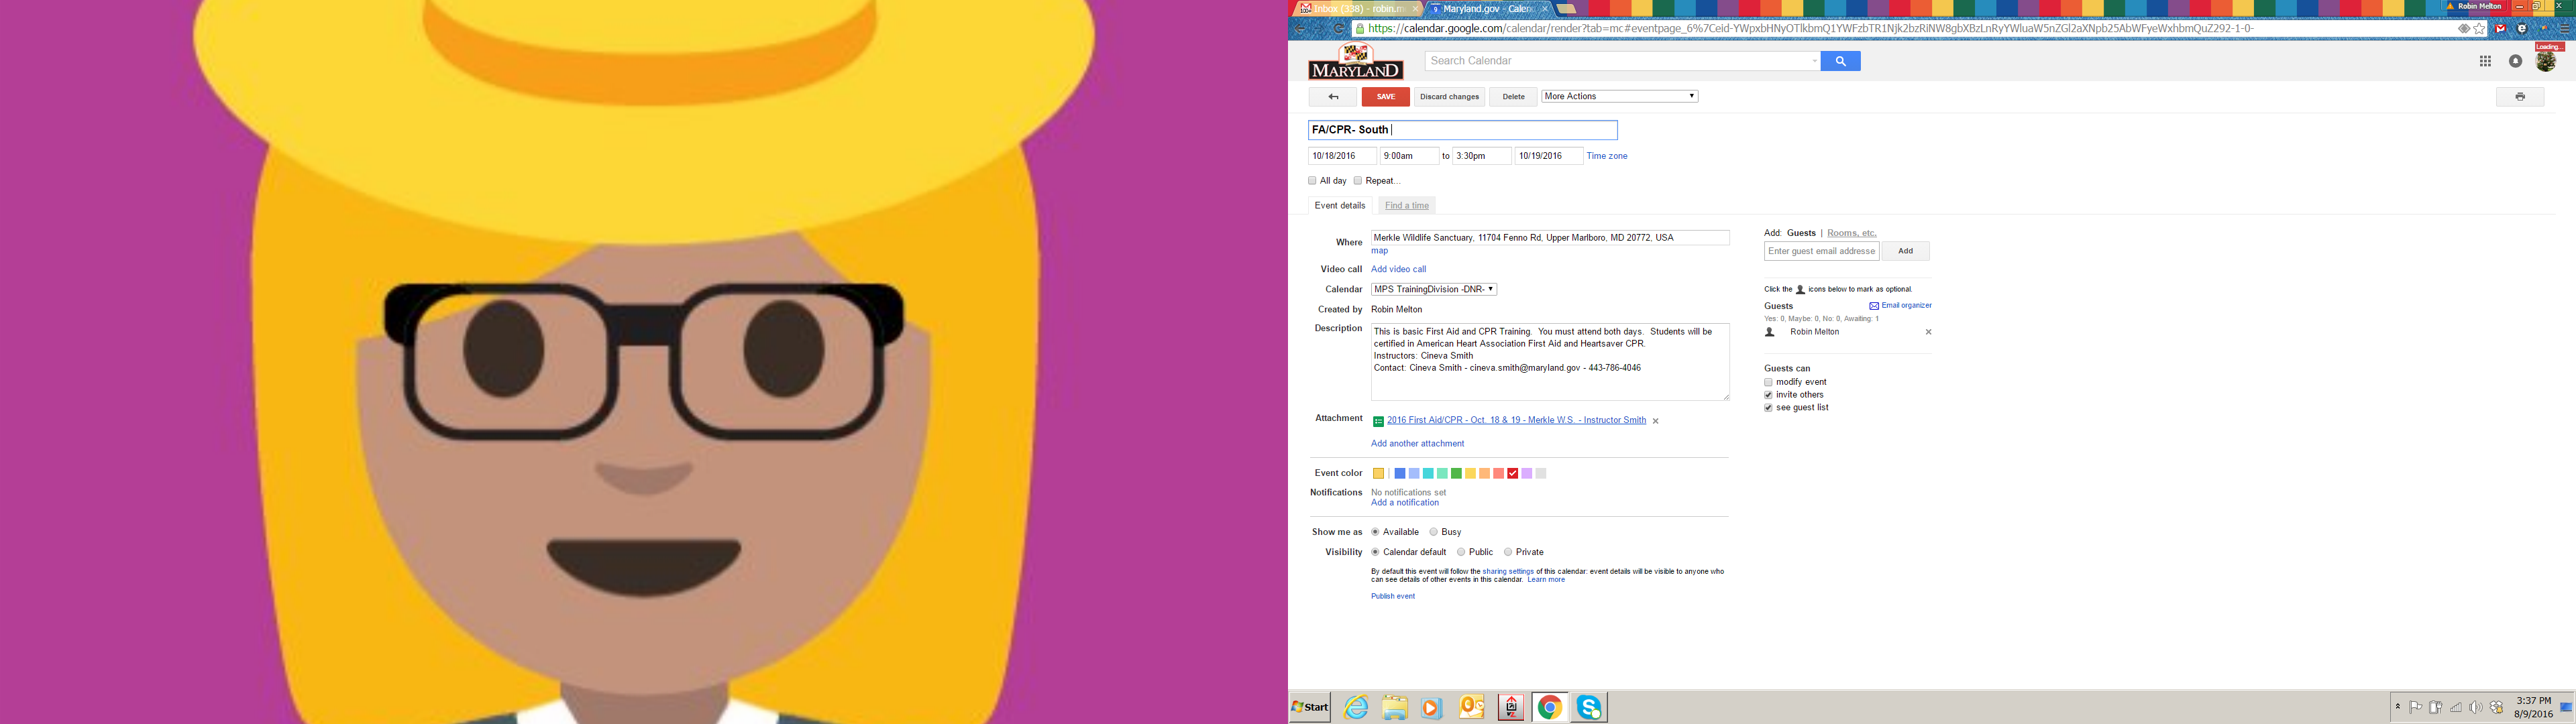 Inbox (338) - robin.m
Maryland.gov - Calend
Robin Melton
https://calendar.google.com/calendar/render?tab=mc#eventpage_6%7Ceid-
MARYLAND
Search Calendar
Loading...
SAVE
Discard changes
Delete
More Actions
FA/CPR- South
10/18/2016 9:00am to 3:30pm 10/19/2016 Time zone
All day Repeat...
Event details Find a time
Where Merkle Wildlife Sanctuary, 11704 Fenno Rd, Upper Marlboro, MD 20772, USA
map
Video call Add video call
Calendar MPS TrainingDivision -DNR-
Created by Robin Melton
Description This is basic First Aid and CPR Training. You must attend both days. Students will be
certified in American Heart Association First Aid and Heartsaver CPR.
Instructors: Cineva Smith
Contact: Cineva Smith - cineva.smith@maryland.gov - 443-786-4046
Attachment 2016 First Aid/CPR - Oct. 18 & 19 - Merkle W.S. - Instructor Smith
Add another attachment
Event color
Notifications No notifications set
Add a notification
Show me as Available Busy
Visibility Calendar default Public Private
By default this event will follow the sharing settings of this calendar: event details will be visible to anyone who
can see details of other events in this calendar. Learn more
Publish event
Add: Guests | Rooms, etc.
Enter guest email addresse Add
Click the icons below to mark as optional.
Guests Email organizer
Yes: 0, Maybe: 0, No: 0, Awaiting: 1
Robin Melton
Guests can
modify event
invite others
see guest list
Start
3:37 PM
8/9/2016